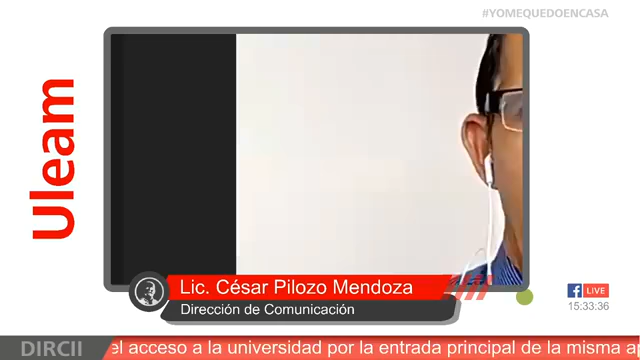 #YOMEQUEDOENCASA
Uleam
Lic. César Pilozo Mendoza
Dirección de Comunicación
LIVE
15:33:36
DIRCII
el acceso a la universidad por la entrada principal de la misma